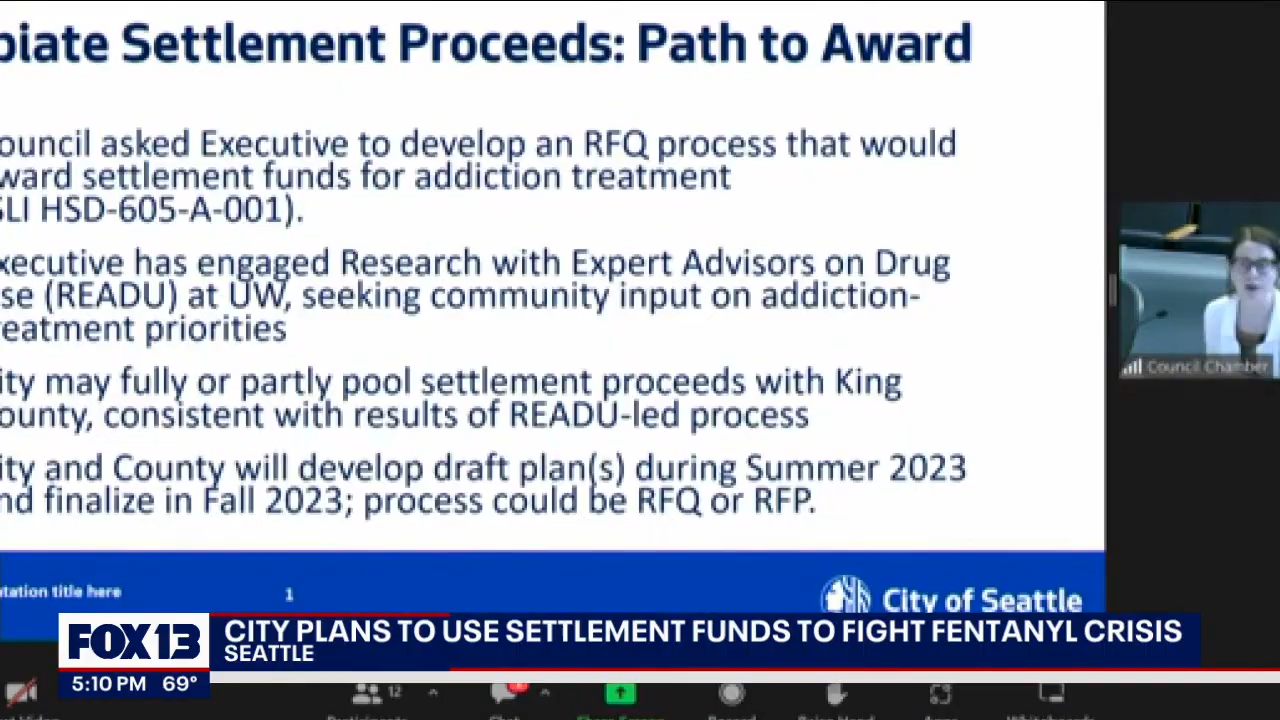 piate Settlement Proceeds: Path to Award
ouncil asked Executive to develop an RFQ process that would
ward settlement funds for addiction treatment
SLI HSD-605-A-001).
xecutive has engaged Research with Expert Advisors on Drug
se (READU) at UW, seeking community input on addiction-
reatment priorities
ity may fully or partly pool settlement proceeds with King
ounty, consistent with results of READU-led process
ity and County will develop draft plan(s) during Summer 2023
nd finalize in Fall 2023; process could be RFQ or RFP.
Council Chamber
ntation title here
1
City of Seattle
FOX 13
CITY PLANS TO USE SETTLEMENT FUNDS TO FIGHT FENTANYL CRISIS
SEATTLE
5:10 PM 69°
12